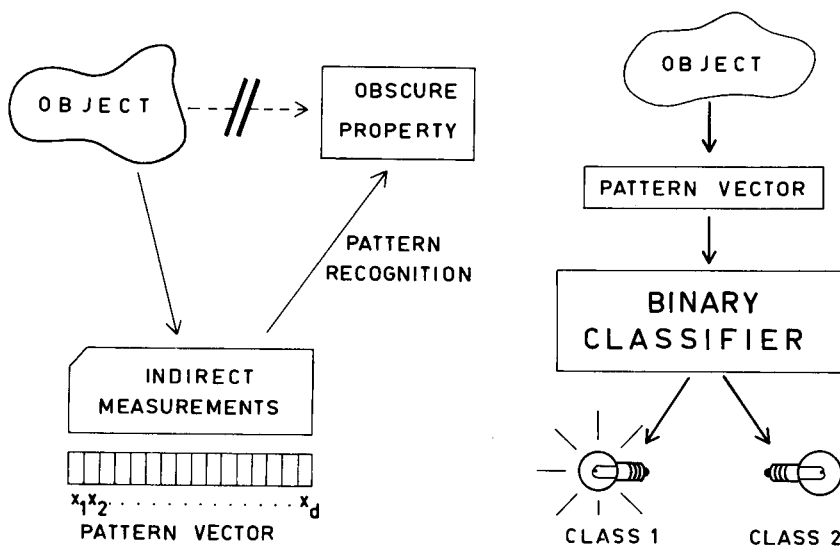 OBJECT
OBSCURE
PROPERTY
PATTERN
RECOGNITION
INDIRECT
MEASUREMENTS
x1x2 . . . . . . . . . . . . . . . xd
PATTERN VECTOR
OBJECT
PATTERN VECTOR
BINARY
CLASSIFIER
CLASS 1
CLASS 2